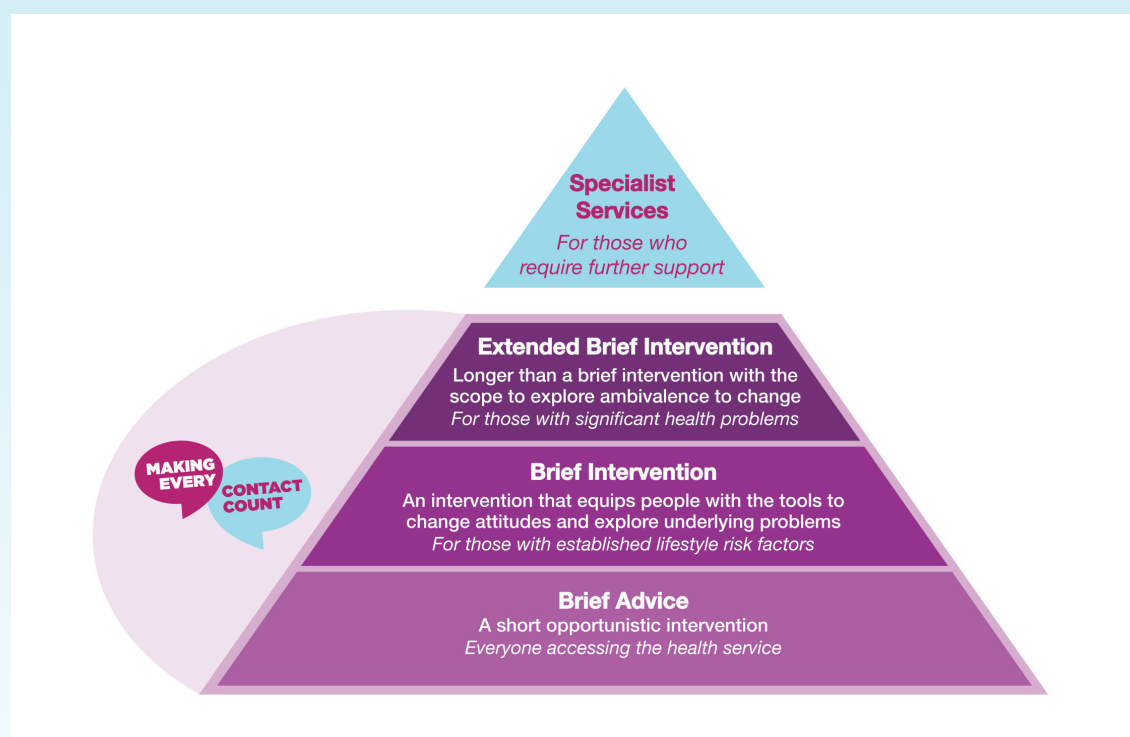 Specialist
Services
For those who
require further support
Extended Brief Intervention
Longer than a brief intervention with the
scope to explore ambivalence to change
For those with significant health problems
MAKING
EVERY
CONTACT
COUNT
Brief Intervention
An intervention that equips people with the tools to
change attitudes and explore underlying problems
For those with established lifestyle risk factors
Brief Advice
A short opportunistic intervention
Everyone accessing the health service